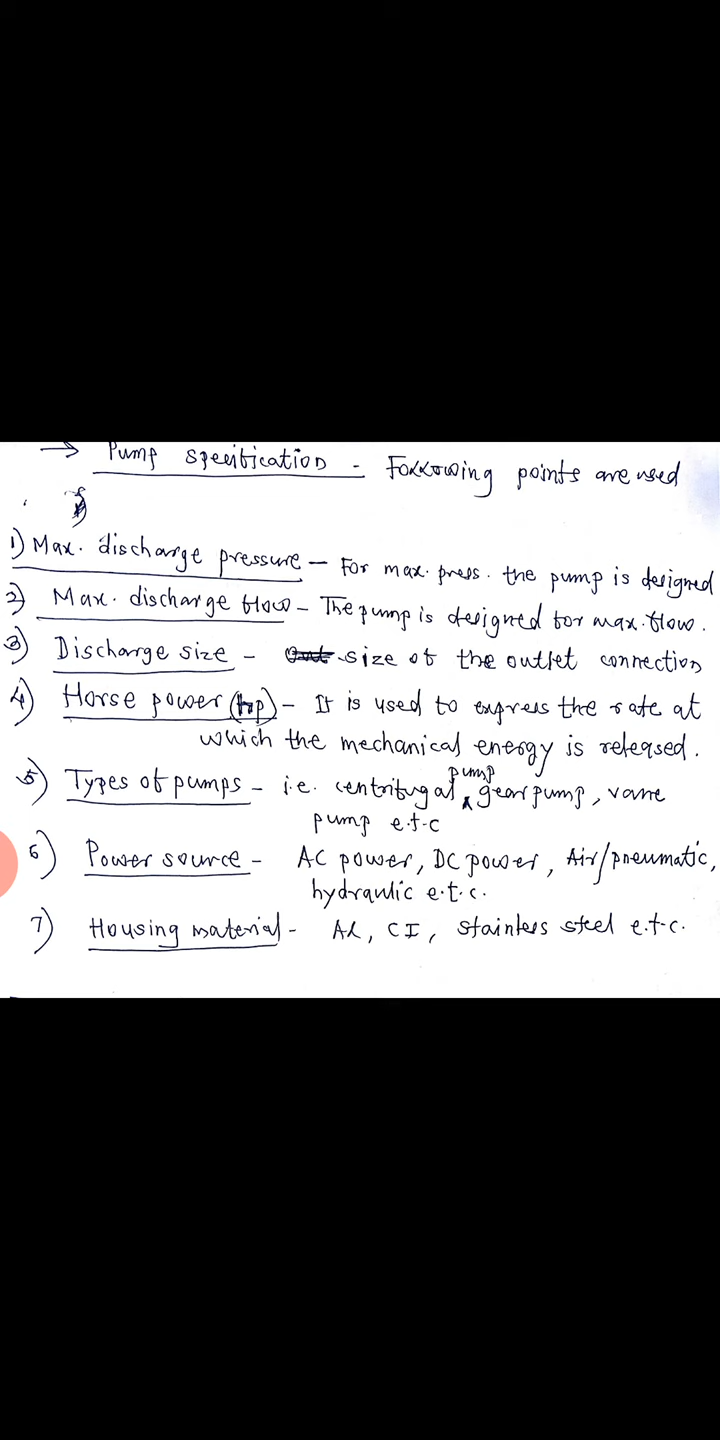 → Pump specification - Following points are used
1) Max. discharge pressure - For max. press. the pump is designed
2) Max. discharge flow - The pump is designed for max. flow.
3) Discharge size - size of the outlet connection
4) Horse power (hp) - It is used to express the rate at
which the mechanical energy is released.
5) Types of pumps - i.e. centrifugal pump, gear pump, vane
pump e.t.c
6) Power source - AC power, DC power, Air/pneumatic,
hydraulic e.t.c.
7) Housing material - Al, CI, stainless steel e.t.c.